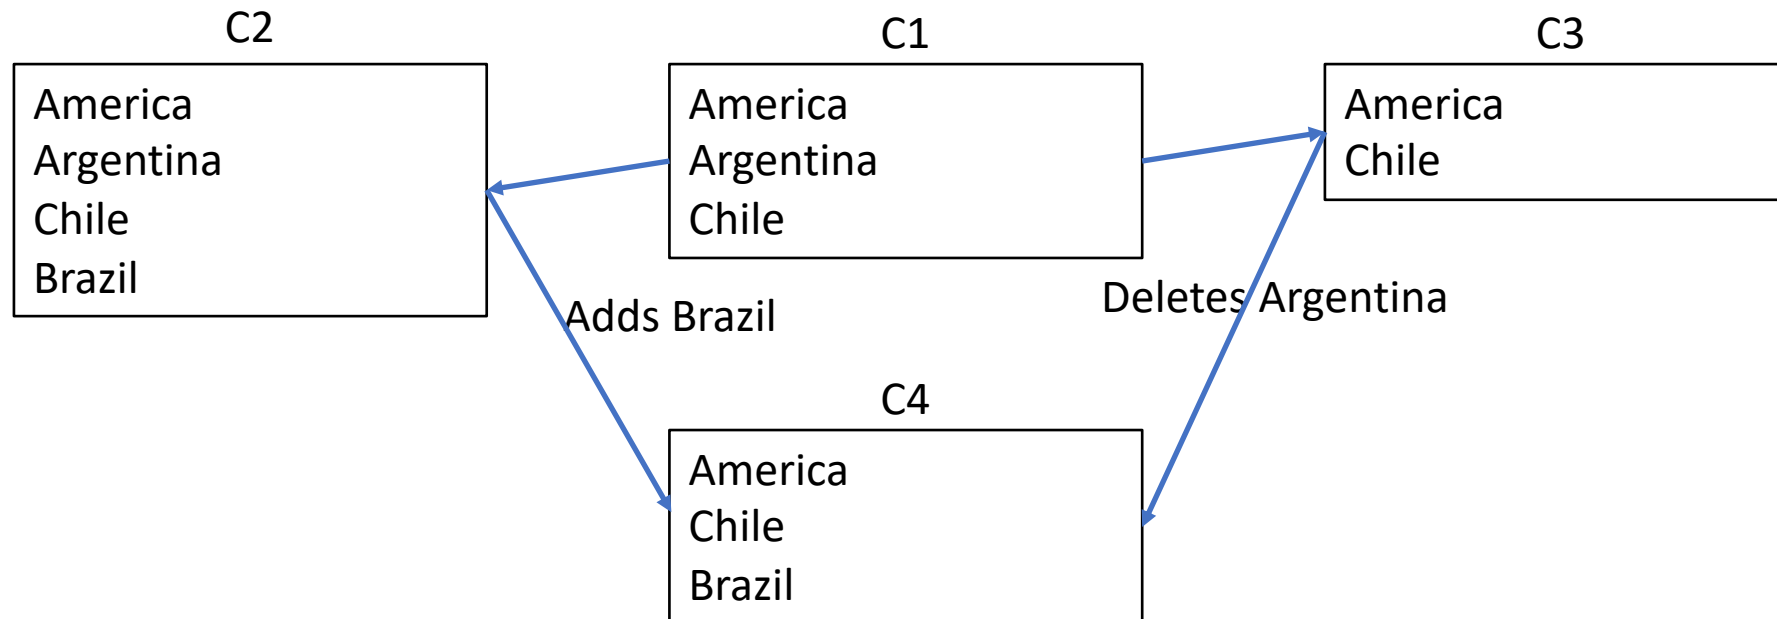 C2
America
Argentina
Chile
Brazil
C1
America
Argentina
Chile
C3
America
Chile
Adds Brazil
Deletes Argentina
C4
America
Chile
Brazil